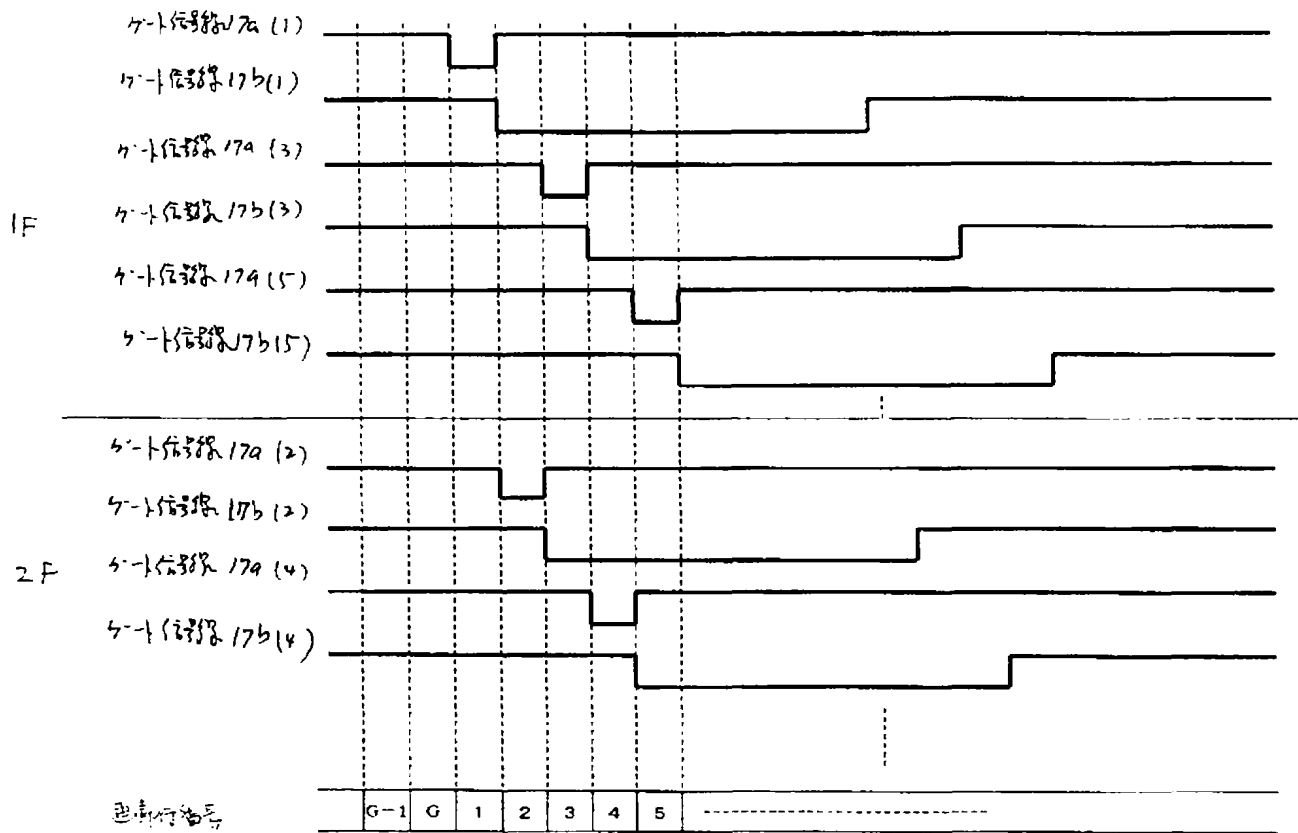 ゲート信号線17a(1)
ゲート信号線17b(1)
ゲート信号線17a(3)
ゲート信号線17b(3)
1F
ゲート信号線17a(5)
ゲート信号線17b(5)
ゲート信号線17a(2)
ゲート信号線17b(2)
2F
ゲート信号線17a(4)
ゲート信号線17b(4)
画素行番号 G-1 G 1 2 3 4 5